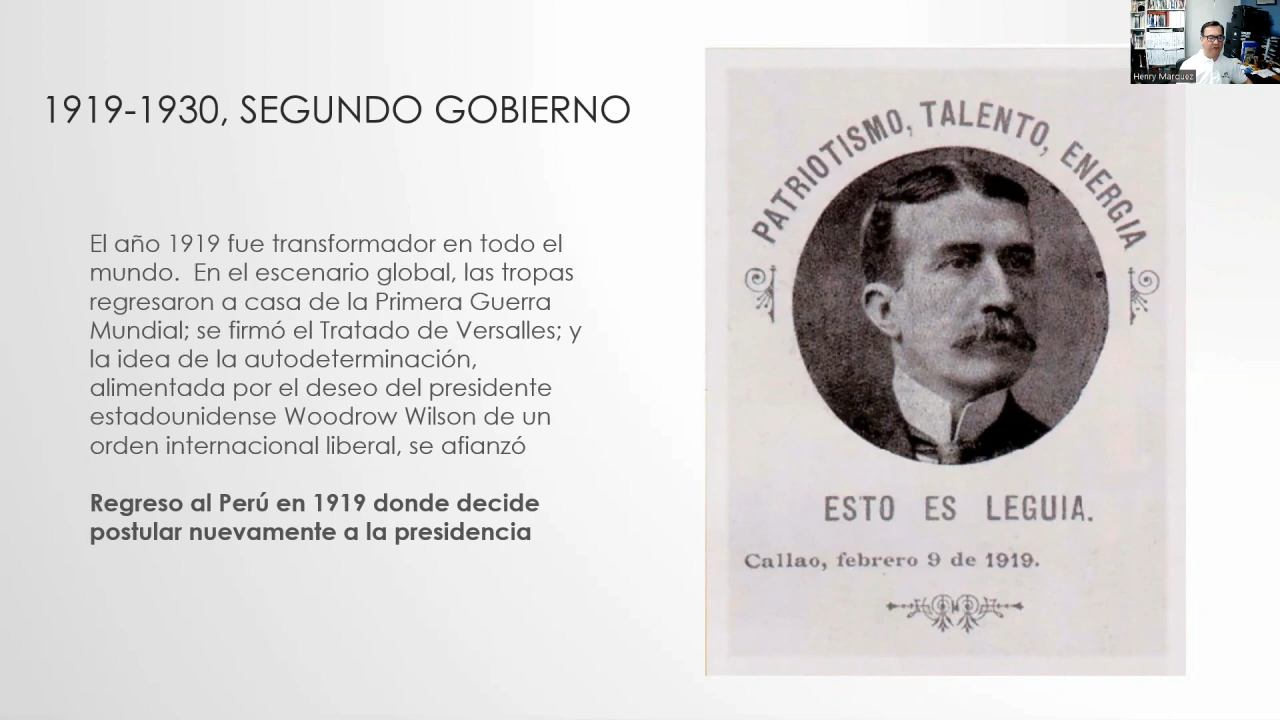 1919-1930, SEGUNDO GOBIERNO
El año 1919 fue transformador en todo el
mundo.  En el escenario global, las tropas
regresaron a casa de la Primera Guerra
Mundial; se firmó el Tratado de Versalles; y
la idea de la autodeterminación,
alimentada por el deseo del presidente
estadounidense Woodrow Wilson de un
orden internacional liberal, se afianzó
Regreso al Perú en 1919 donde decide
postular nuevamente a la presidencia
PATRIOTISMO, TALENTO, ENERGIA
ESTO ES LEGUIA.
Callao, febrero 9 de 1919.
Henry Marquez